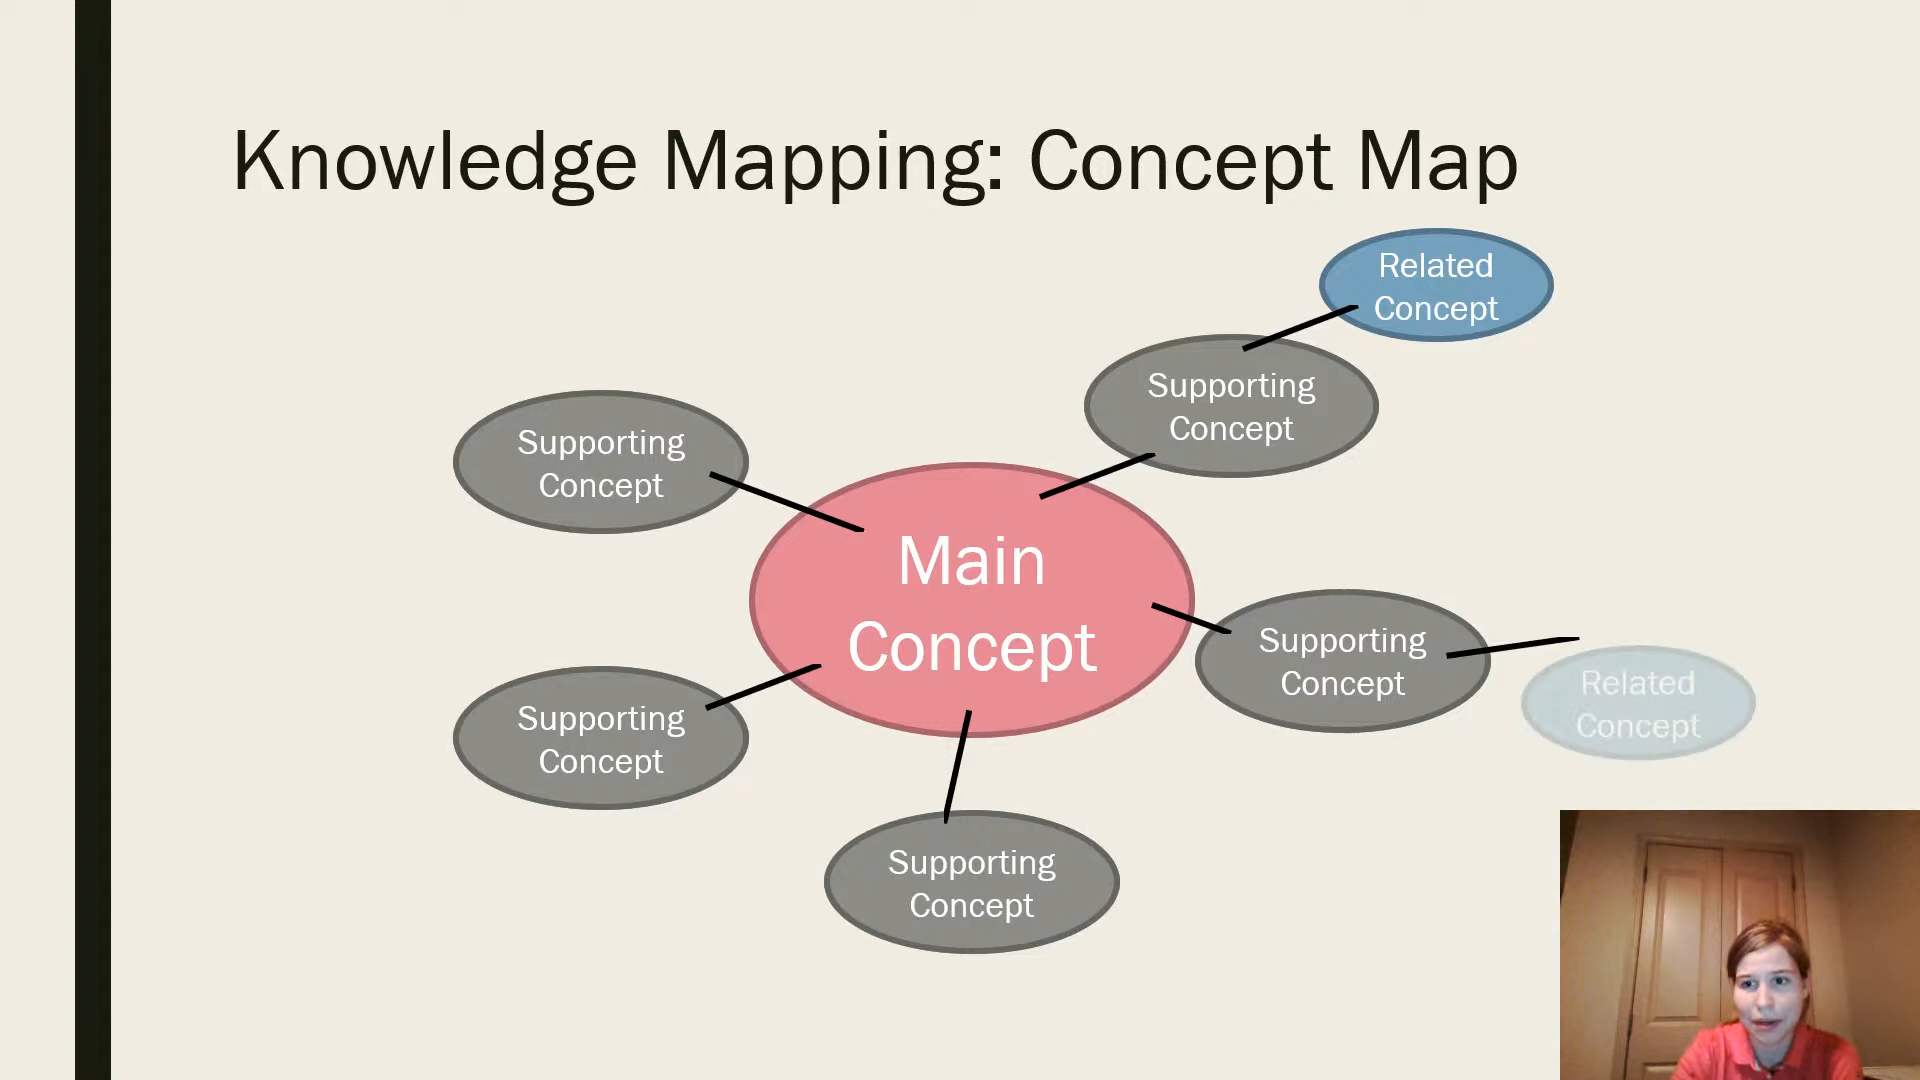 Knowledge Mapping: Concept Map
Related
Concept
Supporting
Concept
Supporting
Concept
Main
Concept
Supporting
Concept
Related
Concept
Supporting
Concept
Supporting
Concept